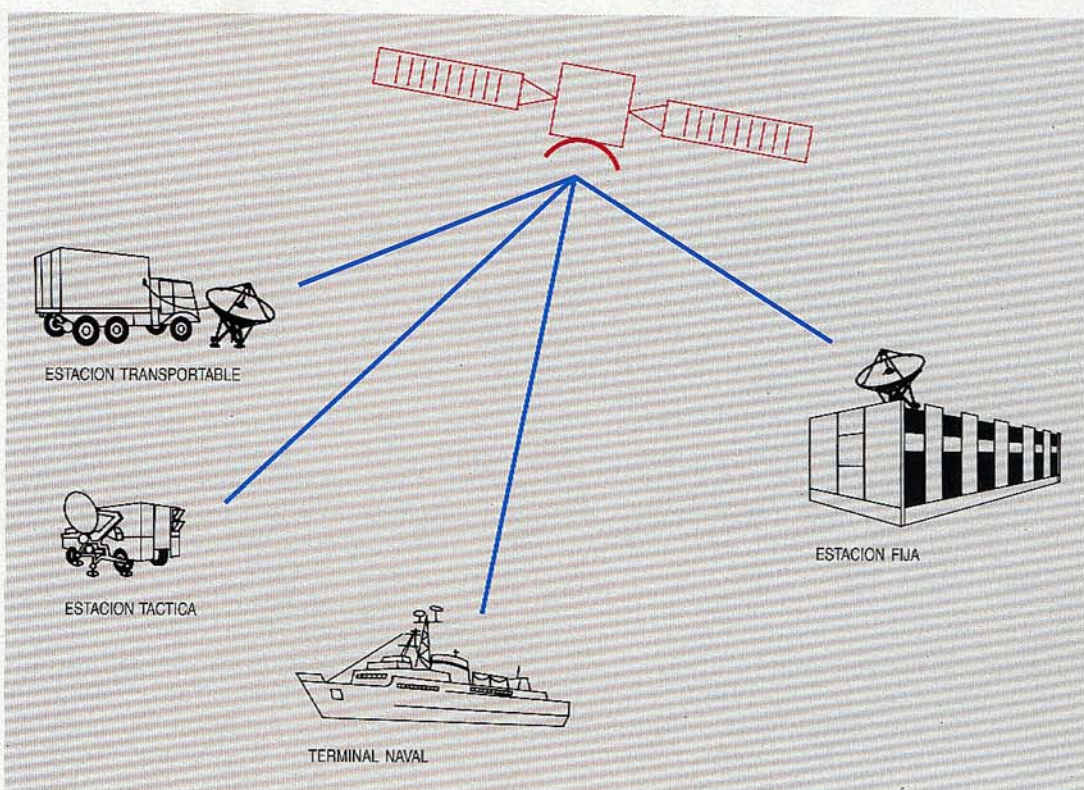 ESTACION TRANSPORTABLE
ESTACION TACTICA
TERMINAL NAVAL
ESTACION FIJA